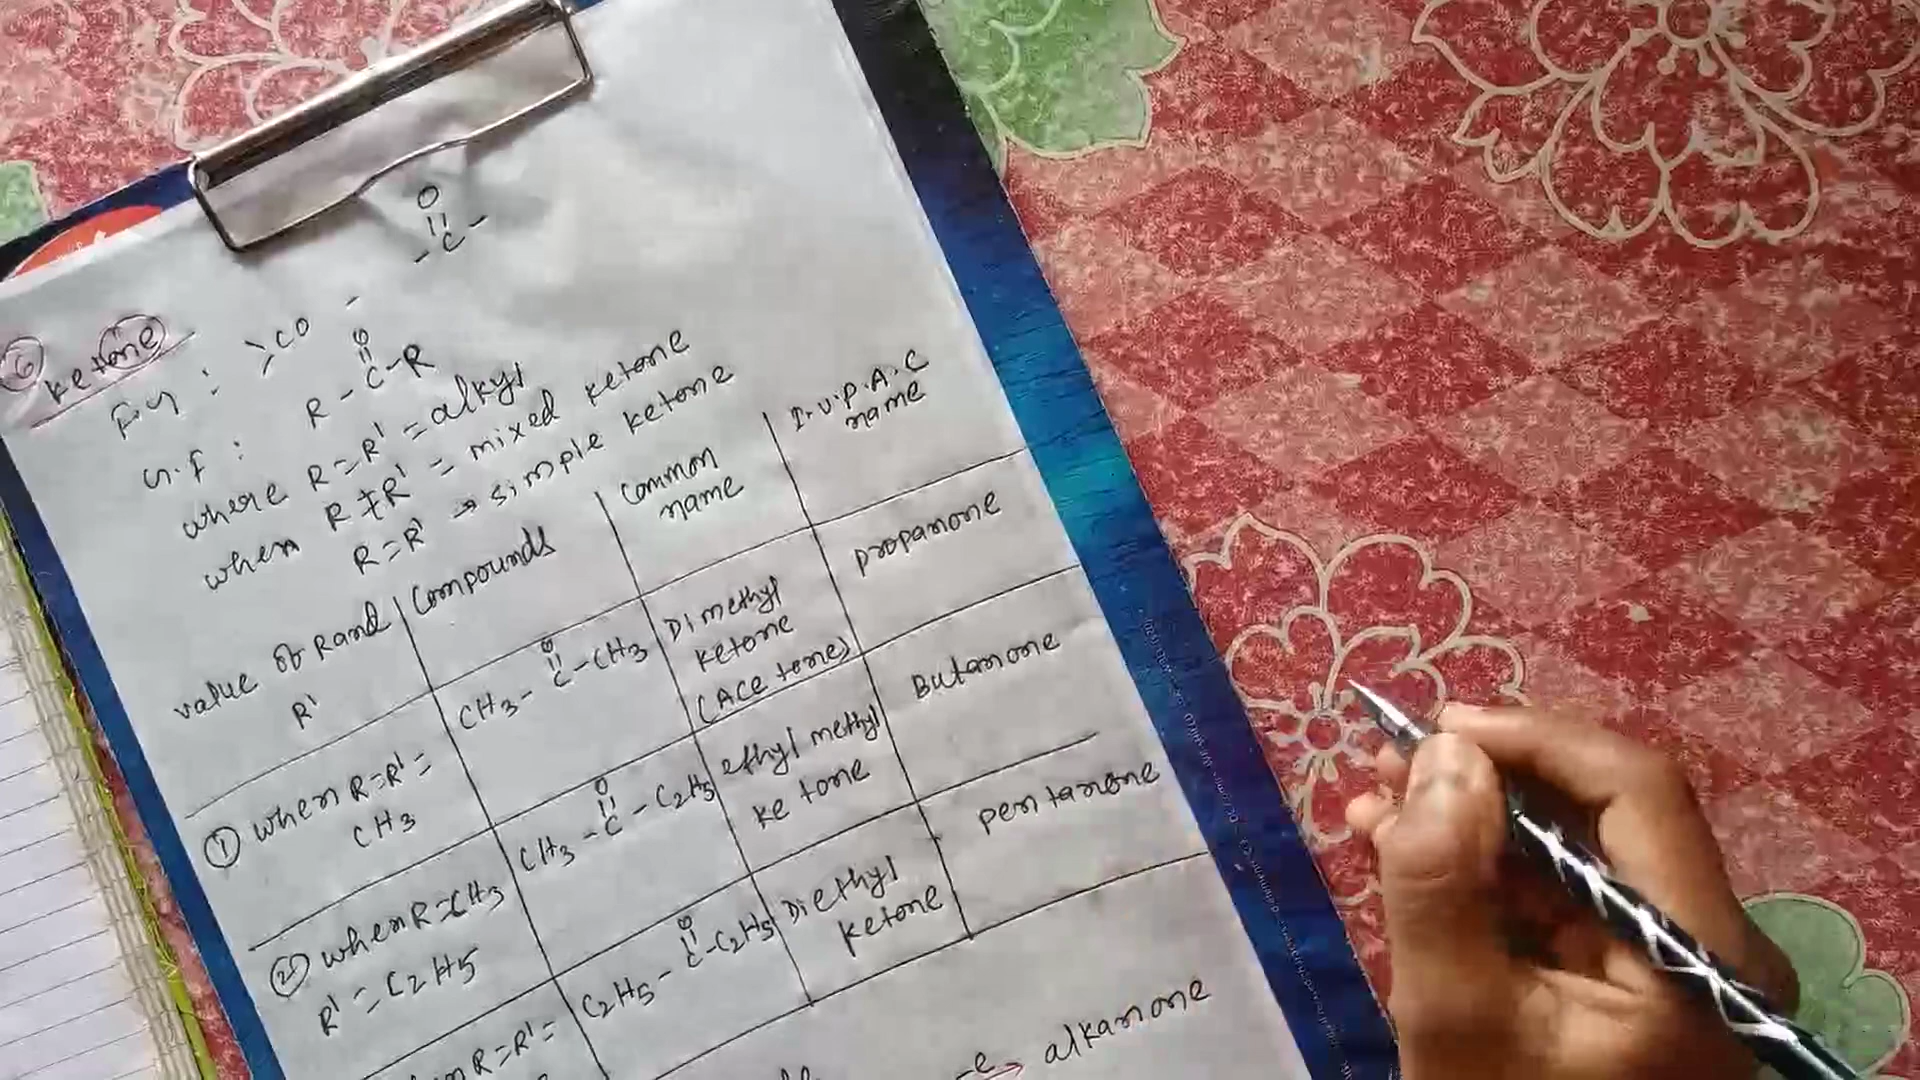 O
||
- C -
6 ketone
F.G : >CO -
O
||
G.F : R - C - R
where R = R' = alkyl
when R ≠ R' = mixed ketone
R = R' → simple ketone
value of R and R' | Compounds | Common name | I.U.P.A.C name
① when R=R'= CH3 | CH3 - C(=O) - CH3 | Dimethyl ketone (Acetone) | propanone
② when R=CH3 R' = C2H5 | CH3 - C(=O) - C2H5 | ethyl methyl ketone | Butanone
R=R'= | C2H5 - C(=O) - C2H5 | Diethyl ketone | pentanone
-e → alkanone